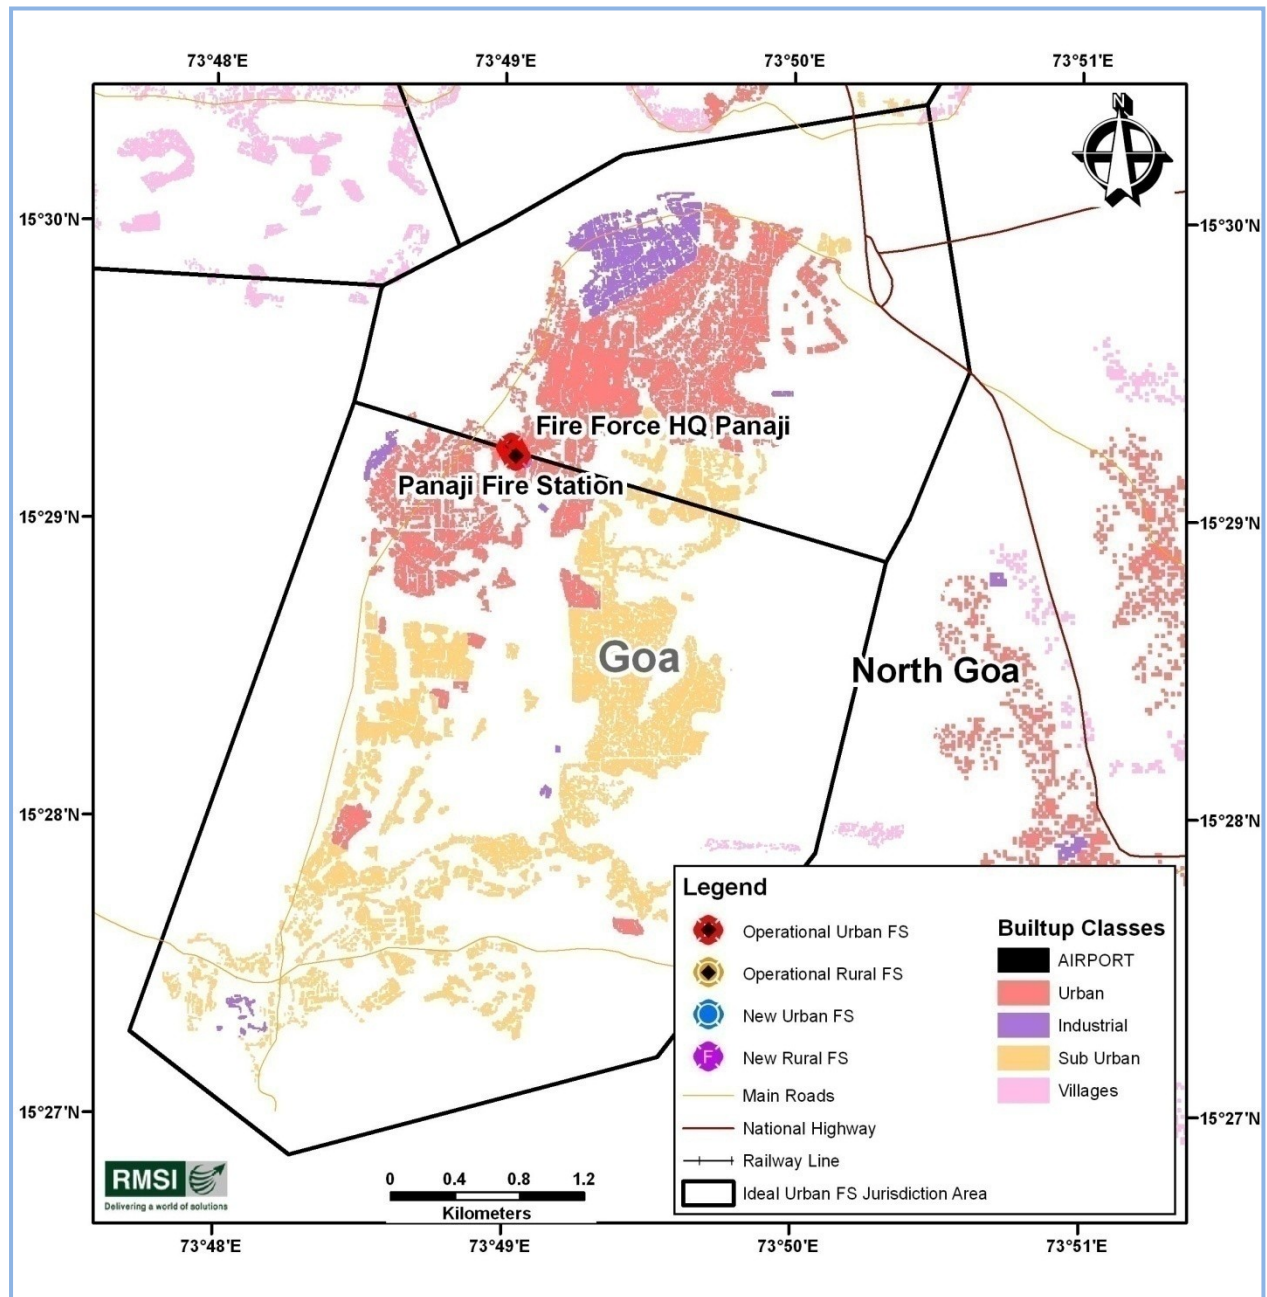 73°48'E 73°49'E 73°50'E 73°51'E
N
15°30'N 15°30'N
Fire Force HQ Panaji
Panaji Fire Station
15°29'N 15°29'N
Goa
North Goa
15°28'N 15°28'N
Legend
Operational Urban FS
Operational Rural FS
New Urban FS
F New Rural FS
Main Roads
National Highway
Railway Line
Ideal Urban FS Jurisdiction Area
Builtup Classes
AIRPORT
Urban
Industrial
Sub Urban
Villages
15°27'N 15°27'N
RMSI
Delivering a world of solutions
0 0.4 0.8 1.2
Kilometers
73°48'E 73°49'E 73°50'E 73°51'E